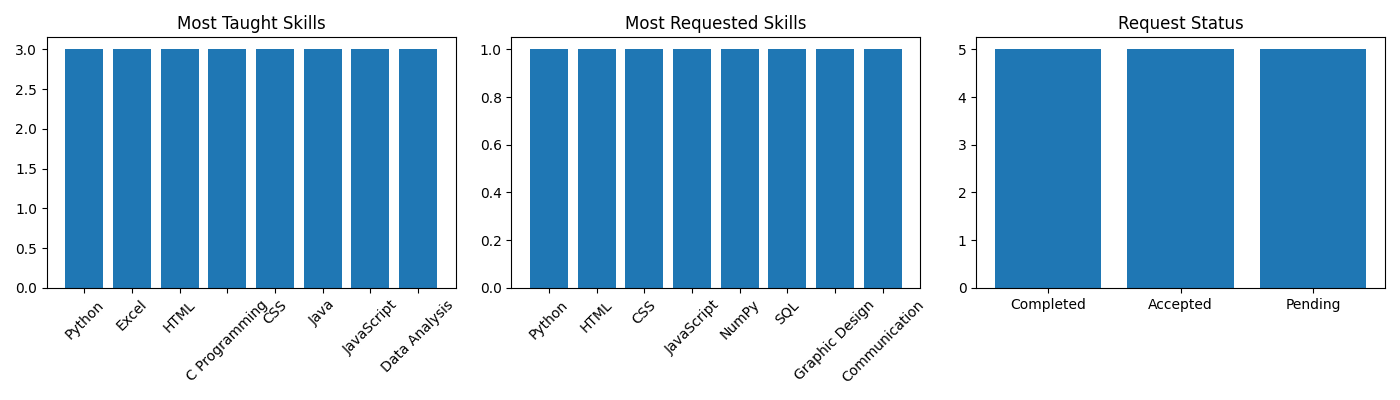 Most Taught Skills
3.0
2.5
2.0
1.5
1.0
0.5
0.0
Python
Excel
HTML
C Programming
CSS
Java
JavaScript
Data Analysis
Most Requested Skills
1.0
0.8
0.6
0.4
0.2
0.0
Python
HTML
CSS
JavaScript
NumPy
SQL
Graphic Design
Communication
Request Status
5
4
3
2
1
0
Completed
Accepted
Pending